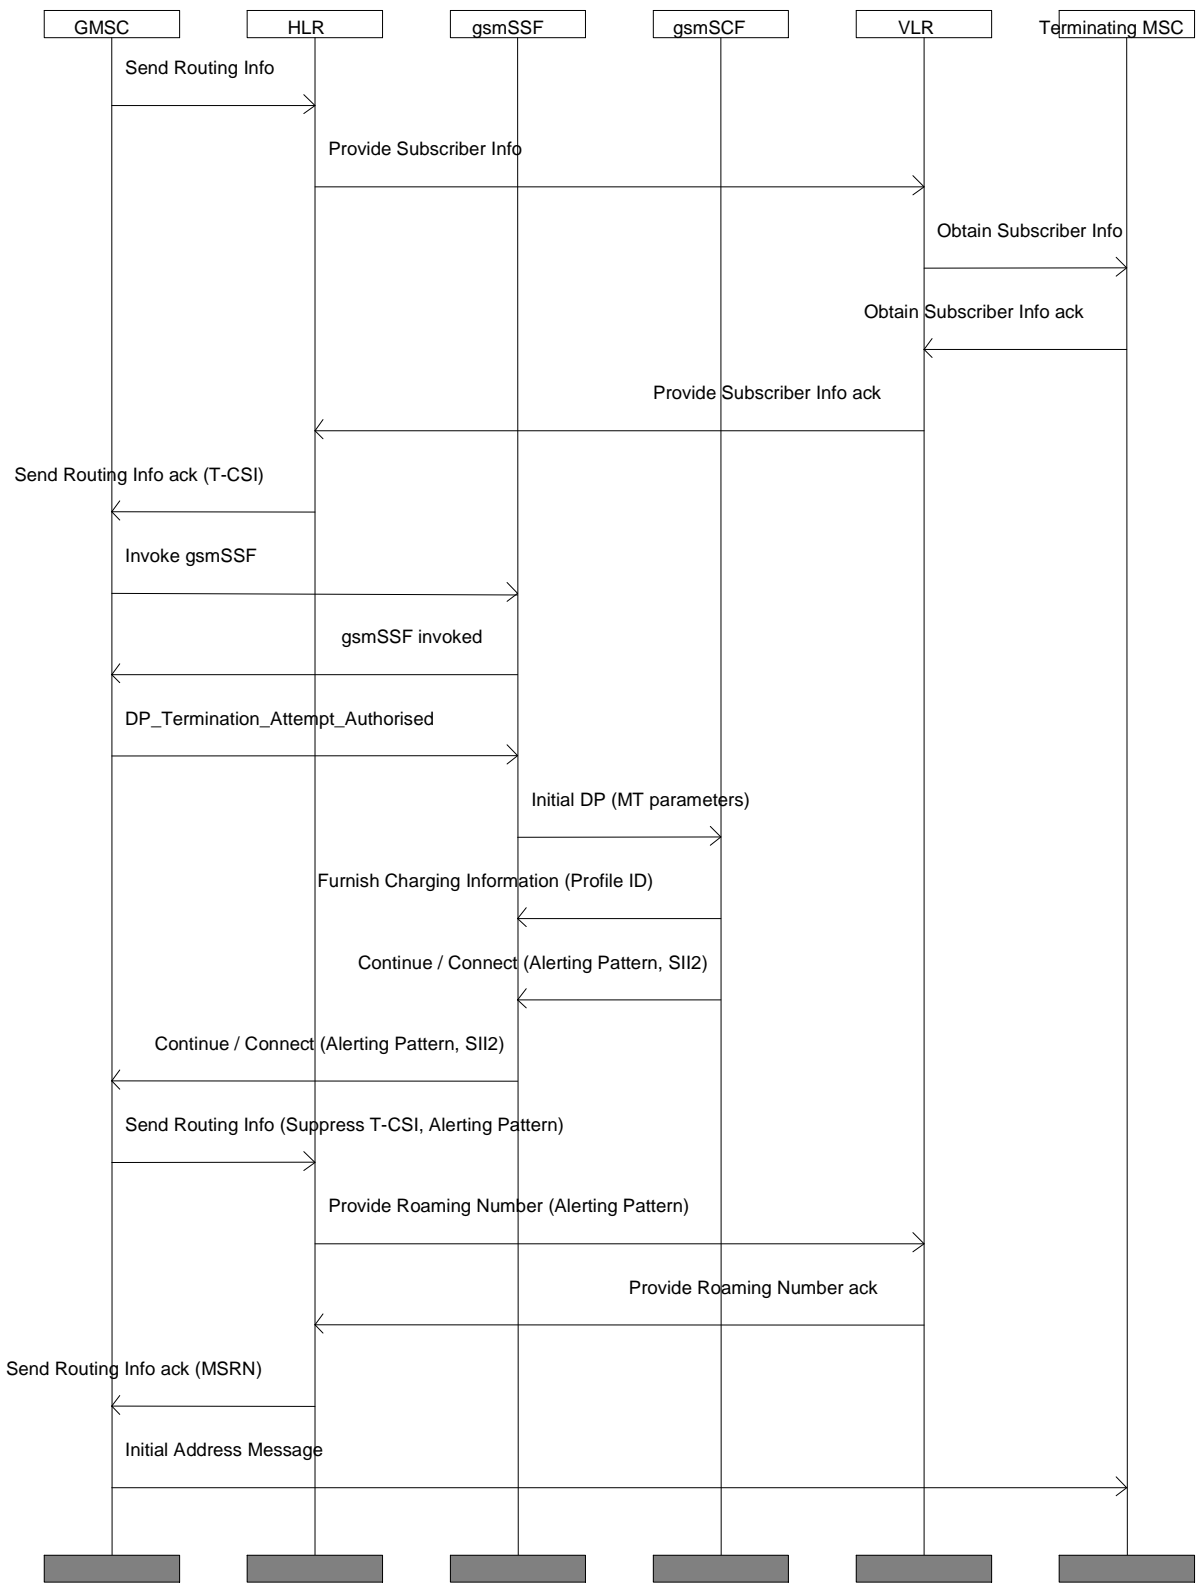 GMSC
HLR
gsmSSF
gsmSCF
VLR
Terminating MSC
Send Routing Info
Provide Subscriber Info
Obtain Subscriber Info
Obtain Subscriber Info ack
Provide Subscriber Info ack
Send Routing Info ack (T-CSI)
Invoke gsmSSF
gsmSSF invoked
DP_Termination_Attempt_Authorised
Initial DP (MT parameters)
Furnish Charging Information (Profile ID)
Continue / Connect (Alerting Pattern, SII2)
Continue / Connect (Alerting Pattern, SII2)
Send Routing Info (Suppress T-CSI, Alerting Pattern)
Provide Roaming Number (Alerting Pattern)
Provide Roaming Number ack
Send Routing Info ack (MSRN)
Initial Address Message